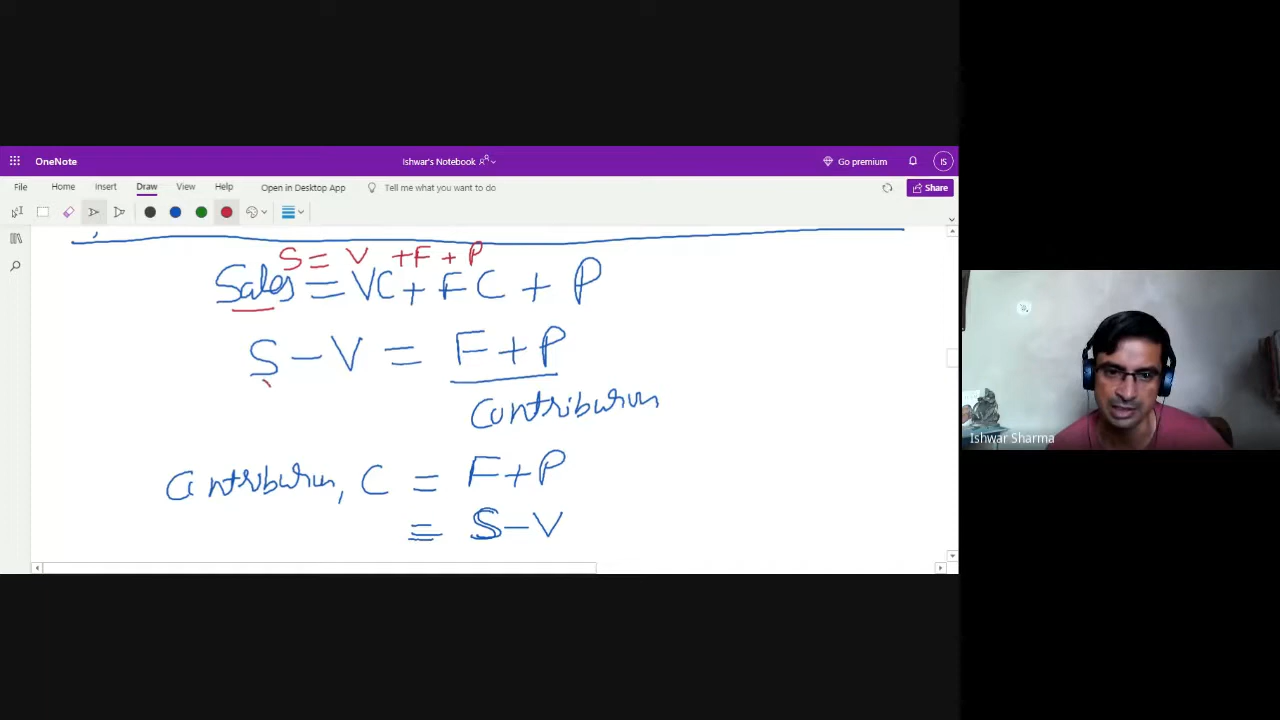 OneNote
Ishwar's Notebook
Go premium
IS
File Home Insert Draw View Help Open in Desktop App Tell me what you want to do
Share
S = V + F + P
Sales = VC + FC + P
S - V = F + P
Contribution
Contribution, C = F + P
= S - V
Ishwar Sharma